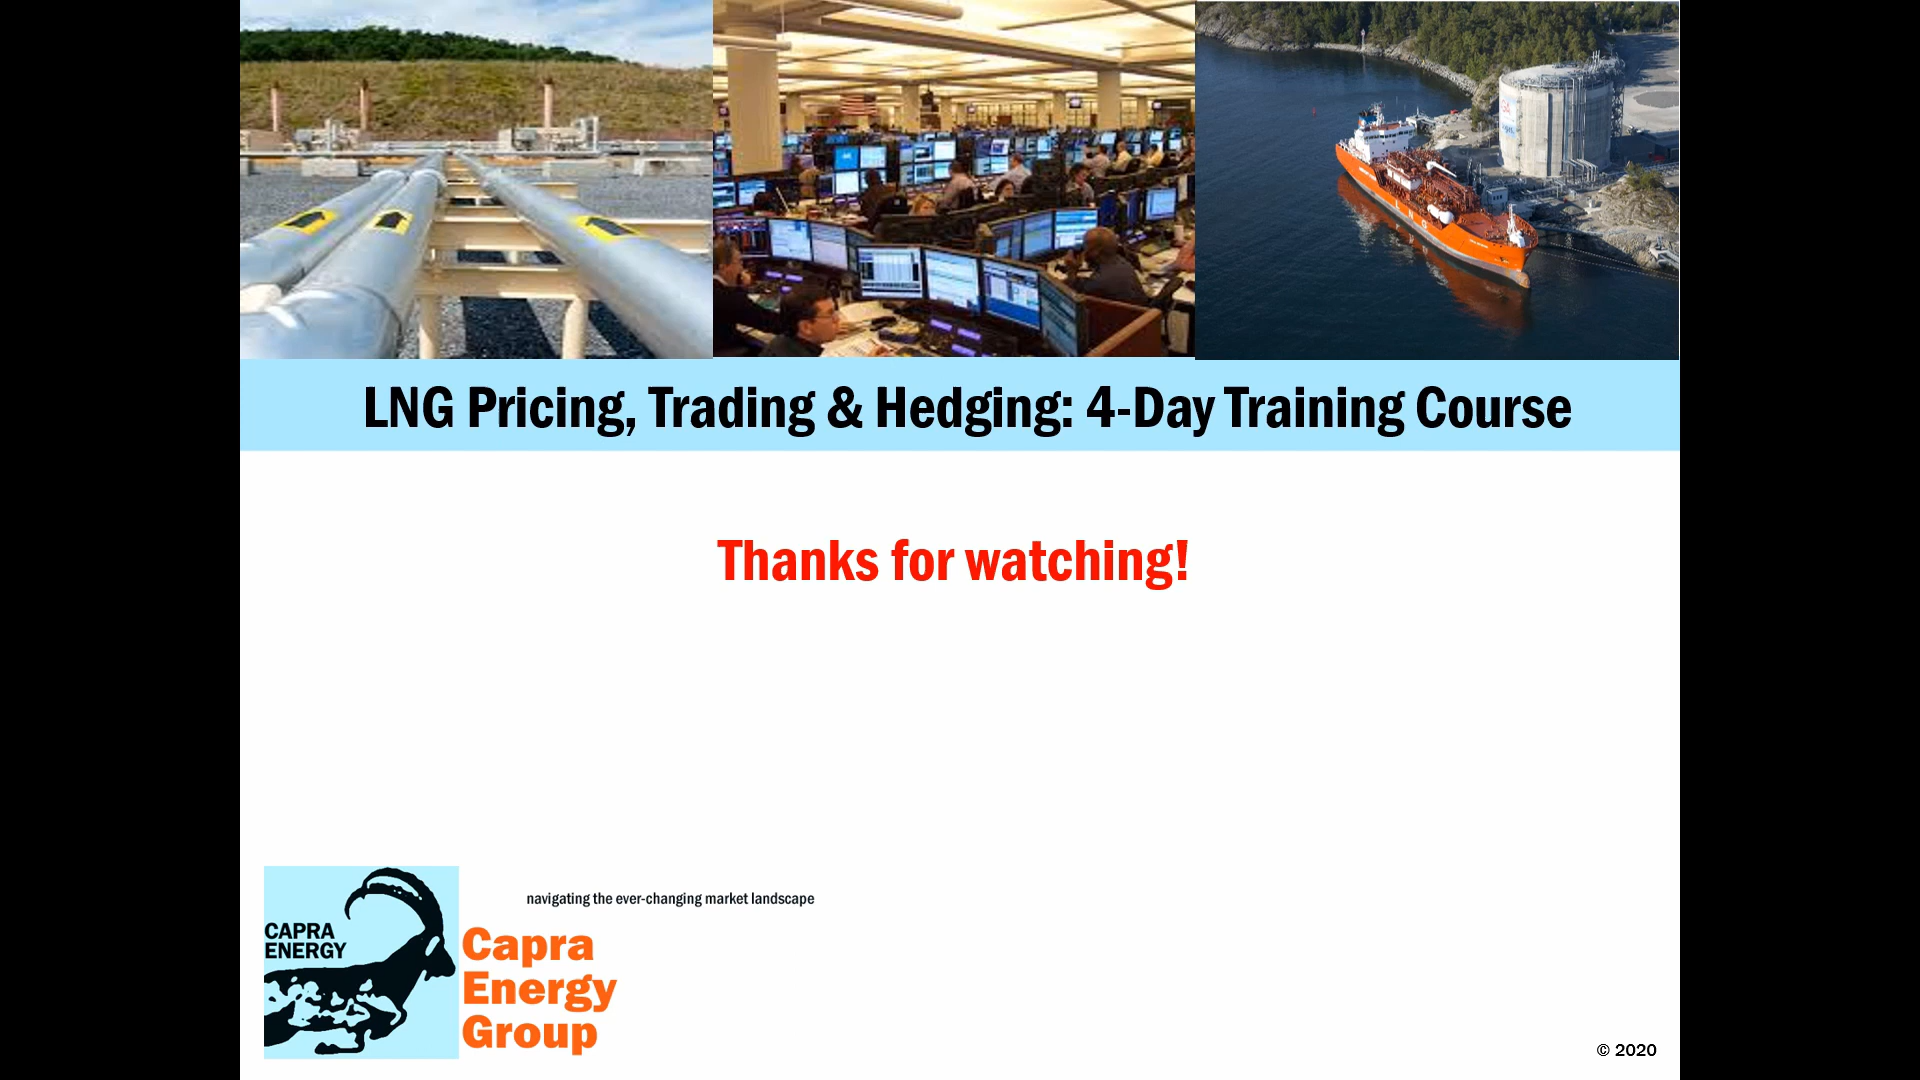 LNG Pricing, Trading & Hedging: 4-Day Training Course
Thanks for watching!
navigating the ever-changing market landscape
CAPRA
ENERGY
Capra
Energy
Group
© 2020